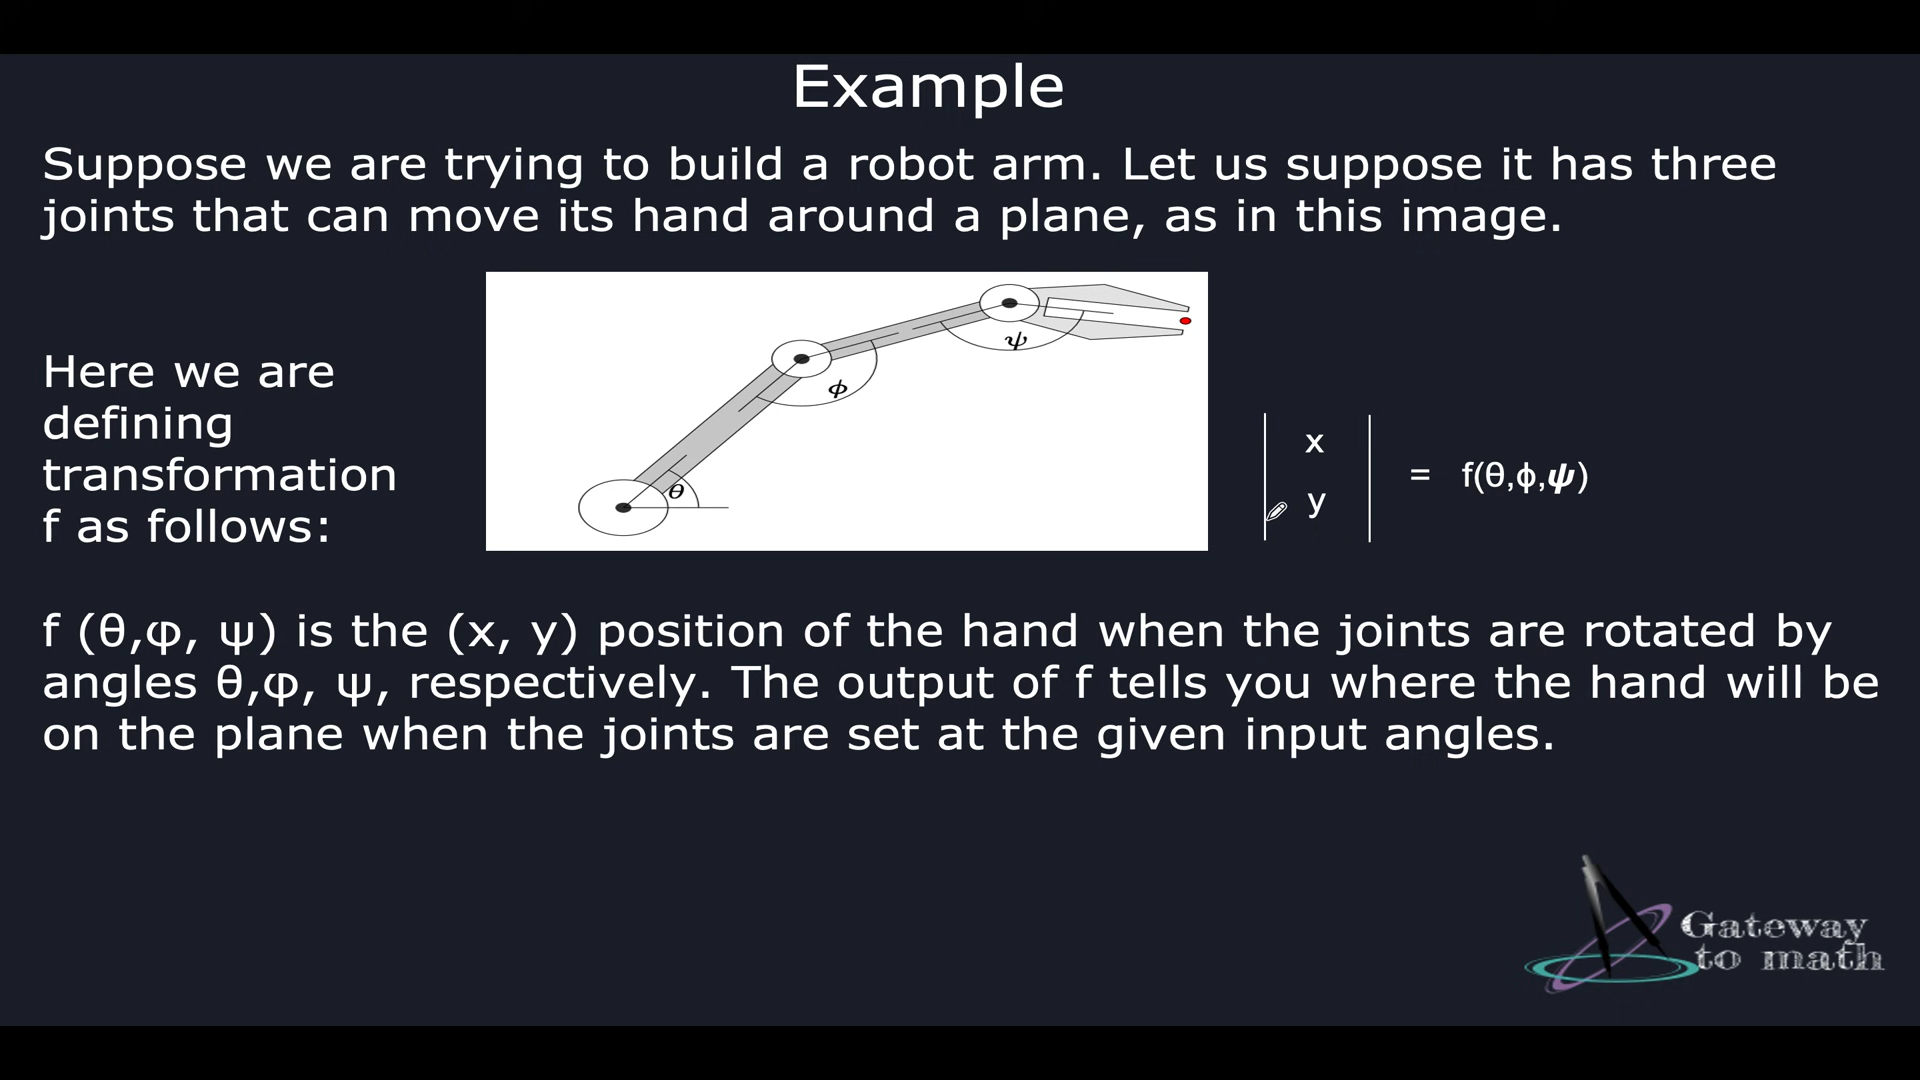 Example
Suppose we are trying to build a robot arm. Let us suppose it has three
joints that can move its hand around a plane, as in this image.
Here we are
defining
transformation
f as follows:
ψ
ϕ
θ
x
y
= f(θ,ϕ,ψ)
f (θ,φ, ψ) is the (x, y) position of the hand when the joints are rotated by
angles θ,φ, ψ, respectively. The output of f tells you where the hand will be
on the plane when the joints are set at the given input angles.
Gateway
to math